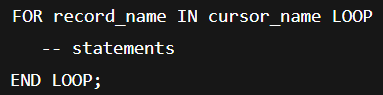 FOR record_name IN cursor_name LOOP
-- statements
END LOOP;